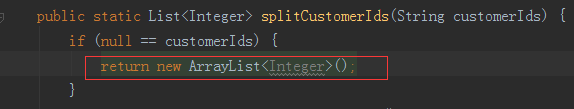 public static List<Integer> splitCustomerIds(String customerIds) {
if (null == customerIds) {
return new ArrayList<Integer>();
}